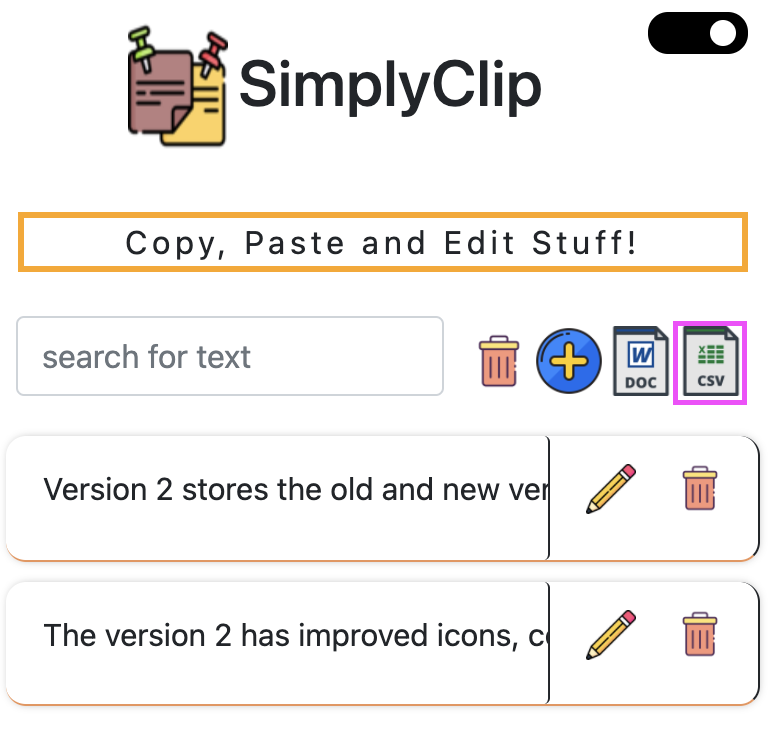 SimplyClip
Copy, Paste and Edit Stuff!
search for text
W
DOC
X
CSV
Version 2 stores the old and new ver
The version 2 has improved icons, co